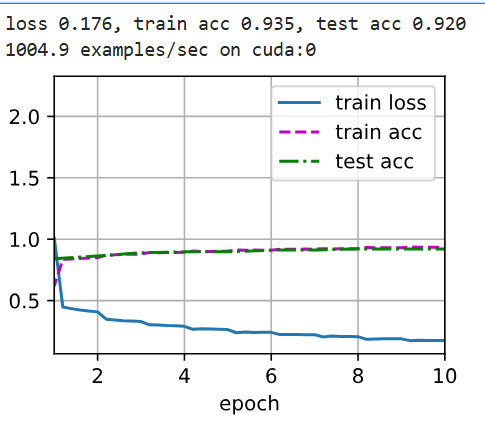 loss 0.176, train acc 0.935, test acc 0.920
1004.9 examples/sec on cuda:0
train loss
train acc
test acc
2.0
1.5
1.0
0.5
2 4 6 8 10
epoch